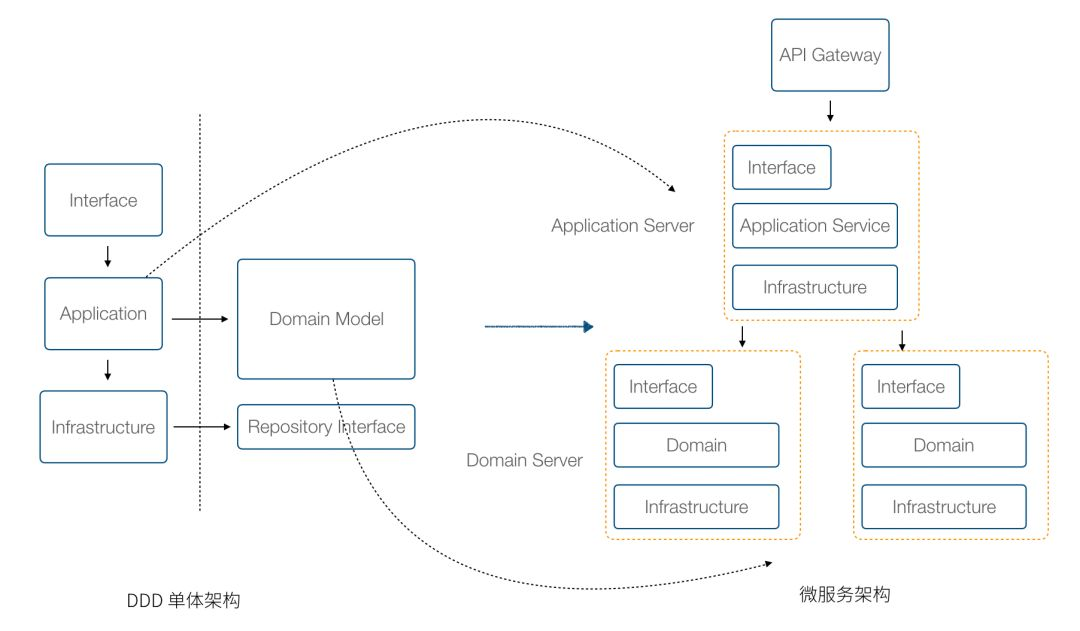 API Gateway
Interface
Application Server
Application Service
Infrastructure
Interface
Application
Domain Model
Infrastructure
Repository Interface
Domain Server
Interface
Domain
Infrastructure
Interface
Domain
Infrastructure
DDD 单体架构
微服务架构